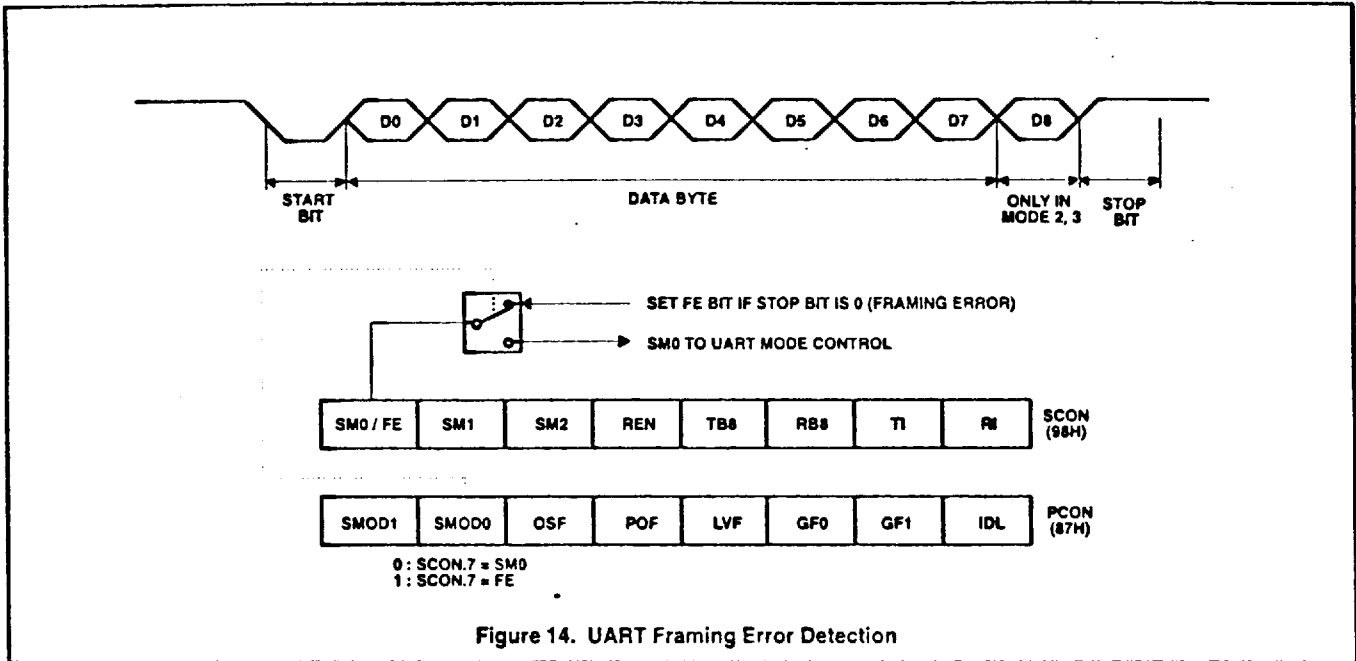 D0 D1 D2 D3 D4 D5 D6 D7 D8
START BIT
DATA BYTE
ONLY IN MODE 2, 3
STOP BIT
SET FE BIT IF STOP BIT IS 0 (FRAMING ERROR)
SM0 TO UART MODE CONTROL
SM0 / FE SM1 SM2 REN TB8 RB8 TI RI SCON (98H)
SMOD1 SMOD0 OSF POF LVF GF0 GF1 IDL PCON (87H)
0 : SCON.7 = SM0
1 : SCON.7 = FE
Figure 14. UART Framing Error Detection